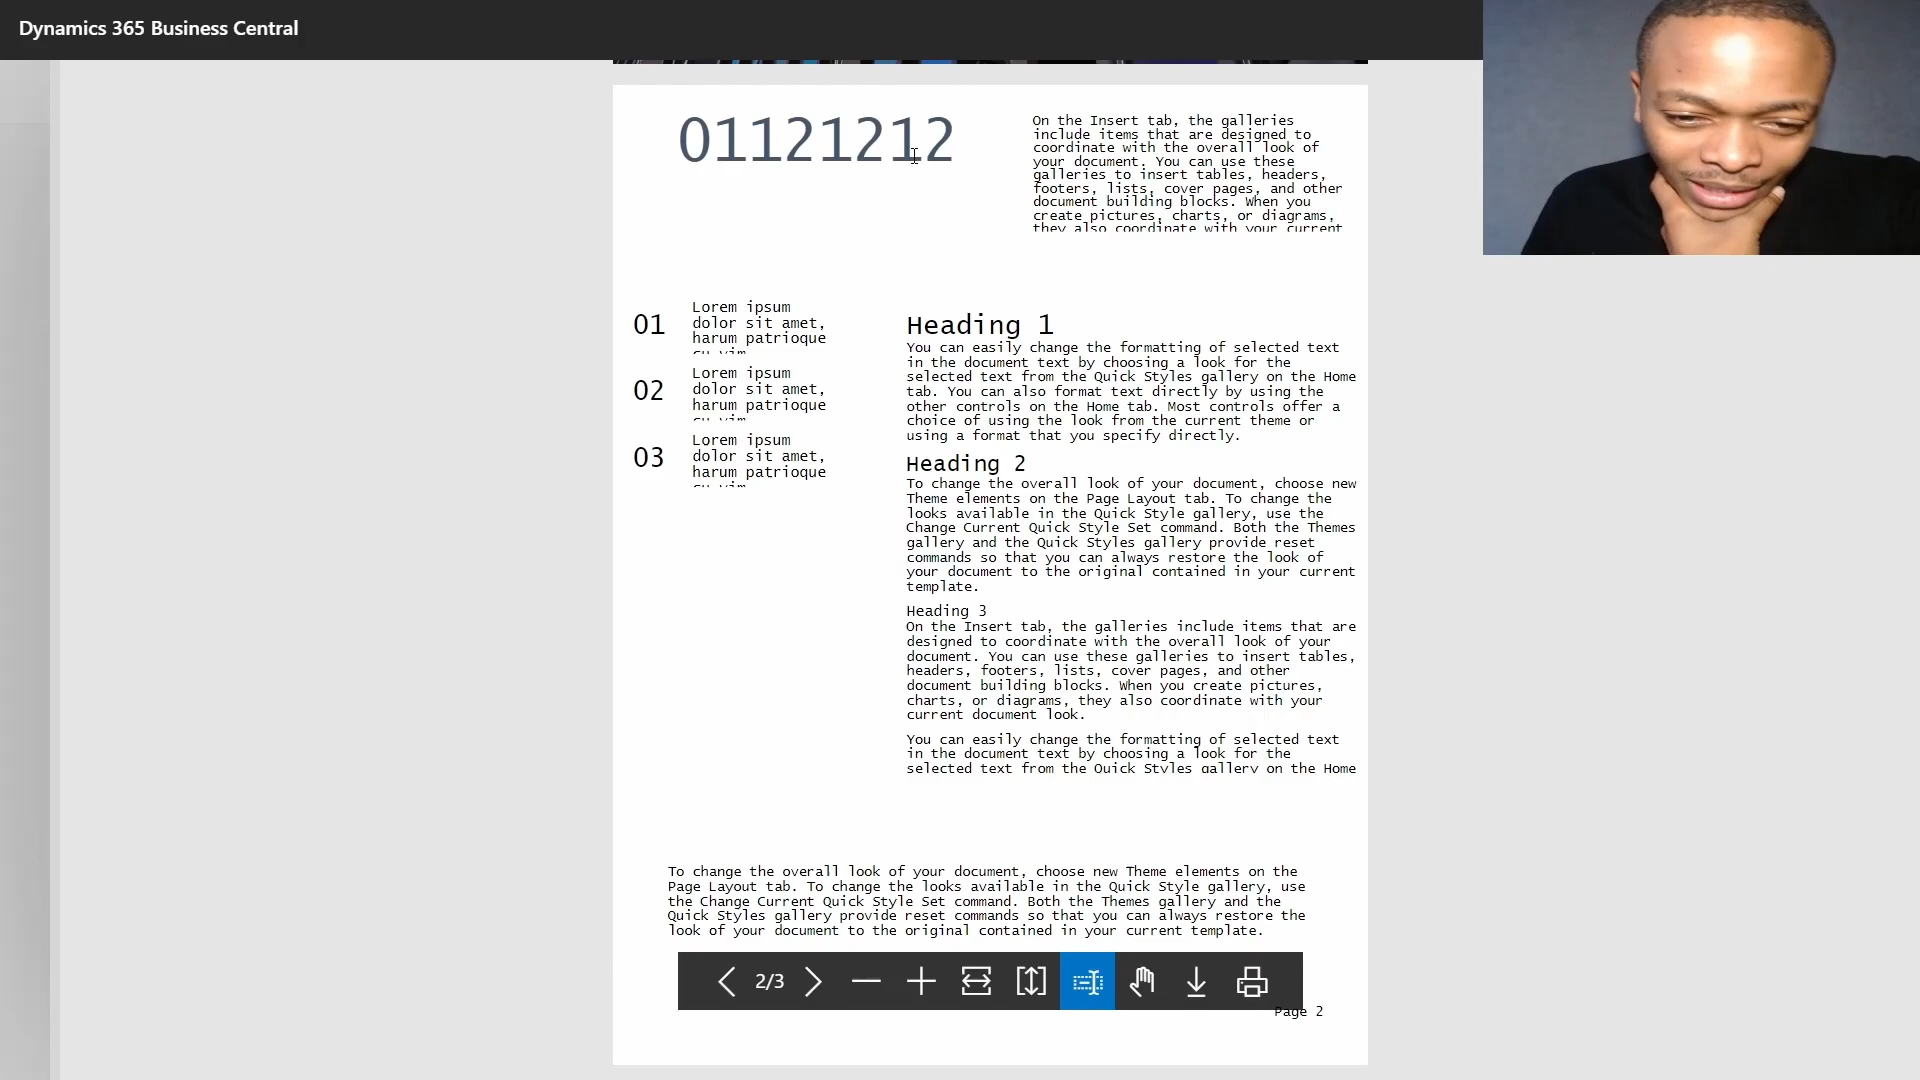 Dynamics 365 Business Central
01121212
On the Insert tab, the galleries
include items that are designed to
coordinate with the overall look of
your document. You can use these
galleries to insert tables, headers,
footers, lists, cover pages, and other
document building blocks. When you
create pictures, charts, or diagrams,
they also coordinate with your current
01
Lorem ipsum
dolor sit amet,
harum patrioque
cu vim
02
Lorem ipsum
dolor sit amet,
harum patrioque
cu vim
03
Lorem ipsum
dolor sit amet,
harum patrioque
cu vim
Heading 1
You can easily change the formatting of selected text
in the document text by choosing a look for the
selected text from the Quick Styles gallery on the Home
tab. You can also format text directly by using the
other controls on the Home tab. Most controls offer a
choice of using the look from the current theme or
using a format that you specify directly.
Heading 2
To change the overall look of your document, choose new
Theme elements on the Page Layout tab. To change the
looks available in the Quick Style gallery, use the
Change Current Quick Style Set command. Both the Themes
gallery and the Quick Styles gallery provide reset
commands so that you can always restore the look of
your document to the original contained in your current
template.
Heading 3
On the Insert tab, the galleries include items that are
designed to coordinate with the overall look of your
document. You can use these galleries to insert tables,
headers, footers, lists, cover pages, and other
document building blocks. When you create pictures,
charts, or diagrams, they also coordinate with your
current document look.
You can easily change the formatting of selected text
in the document text by choosing a look for the
selected text from the Quick Styles gallery on the Home
To change the overall look of your document, choose new Theme elements on the
Page Layout tab. To change the looks available in the Quick Style gallery, use
the Change Current Quick Style Set command. Both the Themes gallery and the
Quick Styles gallery provide reset commands so that you can always restore the
look of your document to the original contained in your current template.
2/3
Page 2